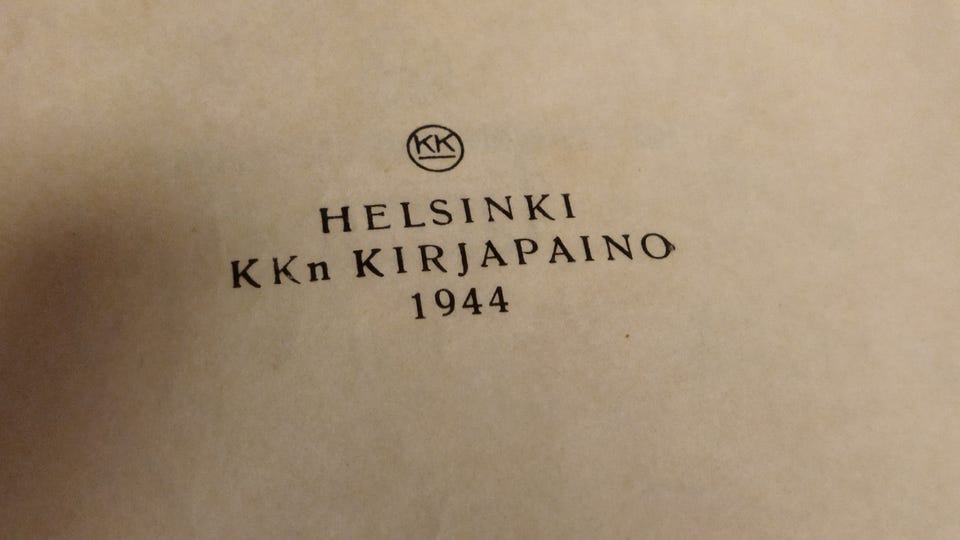 KK
HELSINKI
KKn KIRJAPAINO
1944